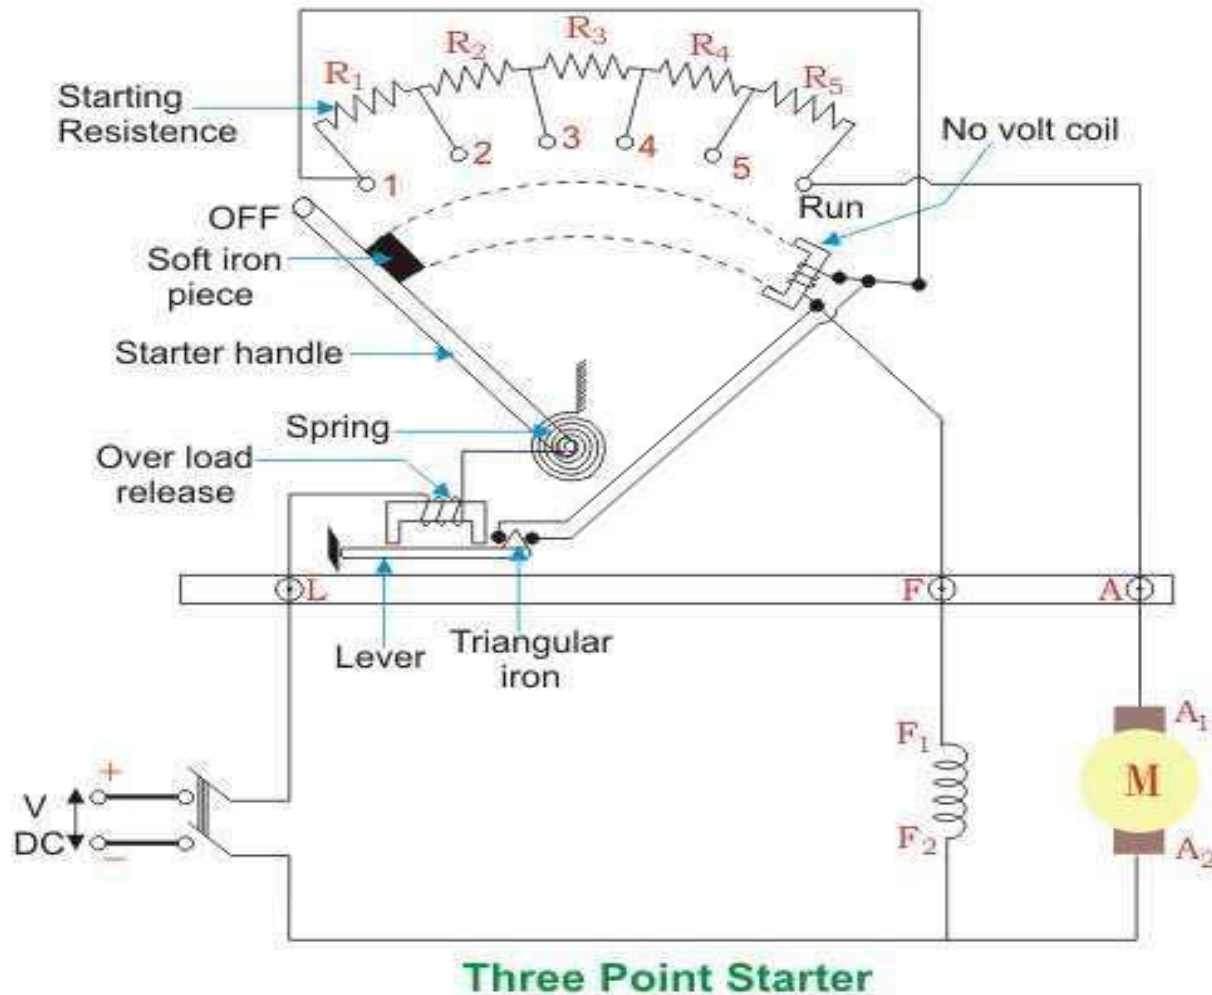 R1
R2
R3
R4
R5
Starting
Resistence
No volt coil
1
2
3
4
5
Run
OFF
Soft iron
piece
Starter handle
Spring
Over load
release
L
F
A
Lever
Triangular
iron
+
V
DC
–
F1
F2
A1
M
A2
Three Point Starter